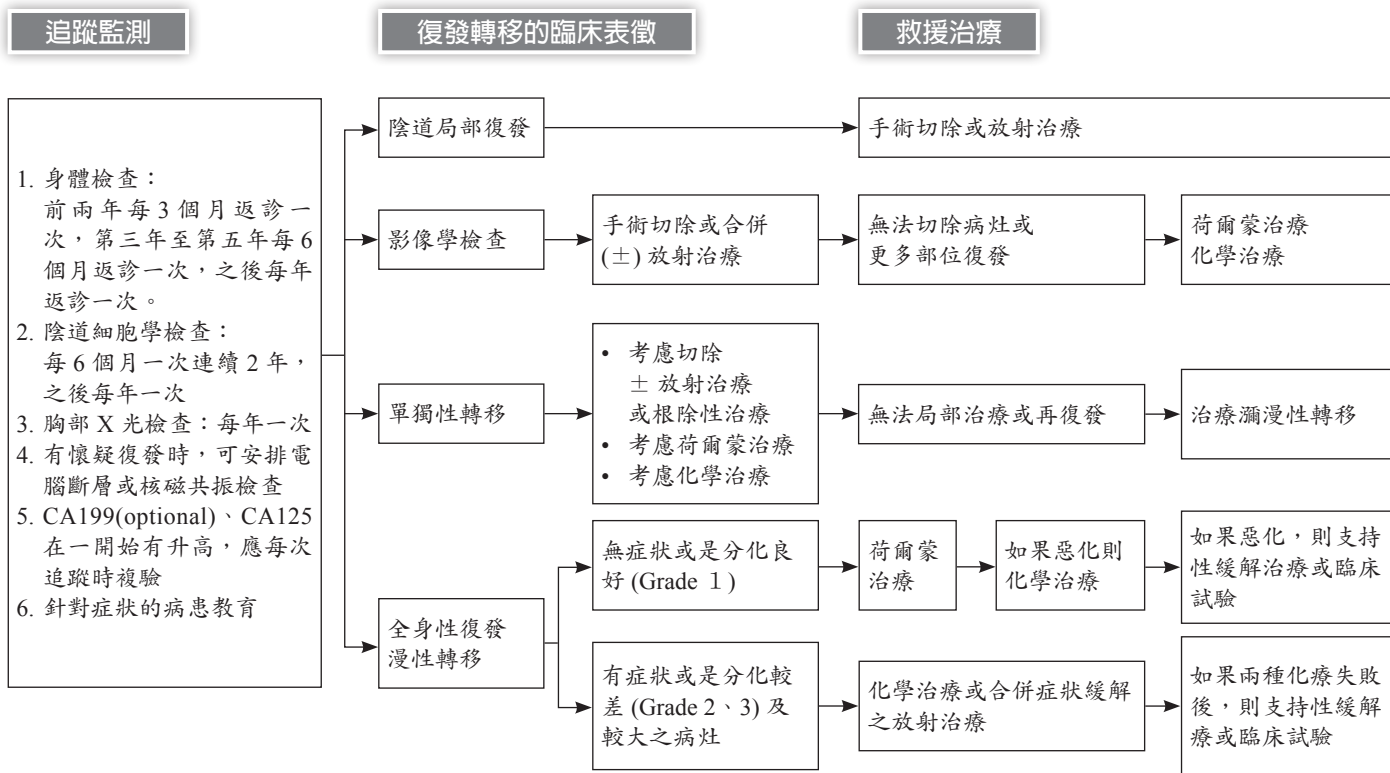 追蹤監測
復發轉移的臨床表徵
救援治療
1. 身體檢查：
前兩年每 3 個月返診一
次，第三年至第五年每 6
個月返診一次，之後每年
返診一次。
2. 陰道細胞學檢查：
每 6 個月一次連續 2 年，
之後每年一次
3. 胸部 X 光檢查：每年一次
4. 有懷疑復發時，可安排電
腦斷層或核磁共振檢查
5. CA199(optional)、CA125
在一開始有升高，應每次
追蹤時複驗
6. 針對症狀的病患教育
陰道局部復發
手術切除或放射治療
影像學檢查
手術切除或合併
(±) 放射治療
無法切除病灶或
更多部位復發
荷爾蒙治療
化學治療
單獨性轉移
• 考慮切除
± 放射治療
或根除性治療
• 考慮荷爾蒙治療
• 考慮化學治療
無法局部治療或再復發
治療瀰漫性轉移
全身性復發
漫性轉移
無症狀或是分化良
好 (Grade １)
荷爾蒙
治療
如果惡化則
化學治療
如果惡化，則支持
性緩解治療或臨床
試驗
有症狀或是分化較
差 (Grade 2、3) 及
較大之病灶
化學治療或合併症狀緩解
之放射治療
如果兩種化療失敗
後，則支持性緩解
療或臨床試驗